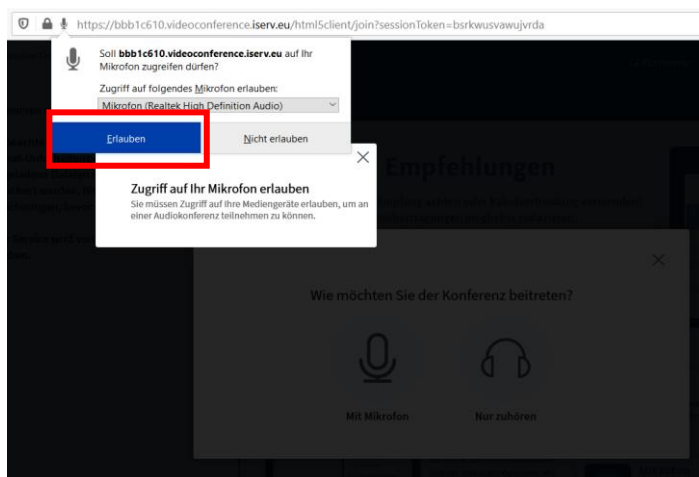 https://bbb1c610.videoconference.iserv.eu/html5client/join?sessionToken=bsrkwusvawujvrda
Soll bbb1c610.videoconference.iserv.eu auf Ihr
Mikrofon zugreifen dürfen?
Zugriff auf folgendes Mikrofon erlauben:
Mikrofon (Realtek High Definition Audio)
Erlauben
Nicht erlauben
Empfehlungen
Zugriff auf Ihr Mikrofon erlauben
Sie müssen Zugriff auf Ihre Mediengeräte erlauben, um an
einer Audiokonferenz teilnehmen zu können.
Wie möchten Sie der Konferenz beitreten?
Mit Mikrofon
Nur zuhören